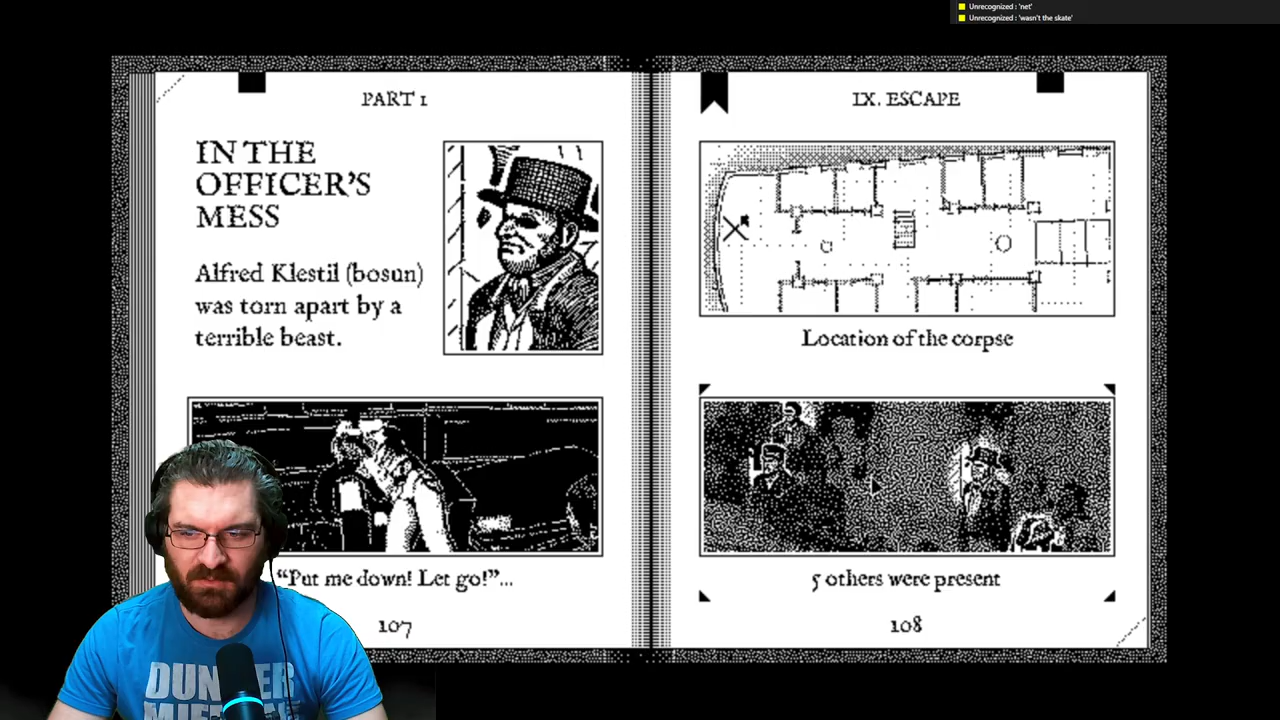 Unrecognized : 'net'
Unrecognized : 'wasn't the skate'
PART 1
IN THE
OFFICER'S
MESS
Alfred Klestil (bosun)
was torn apart by a
terrible beast.
"Put me down! Let go!"...
107
IX. ESCAPE
Location of the corpse
5 others were present
108